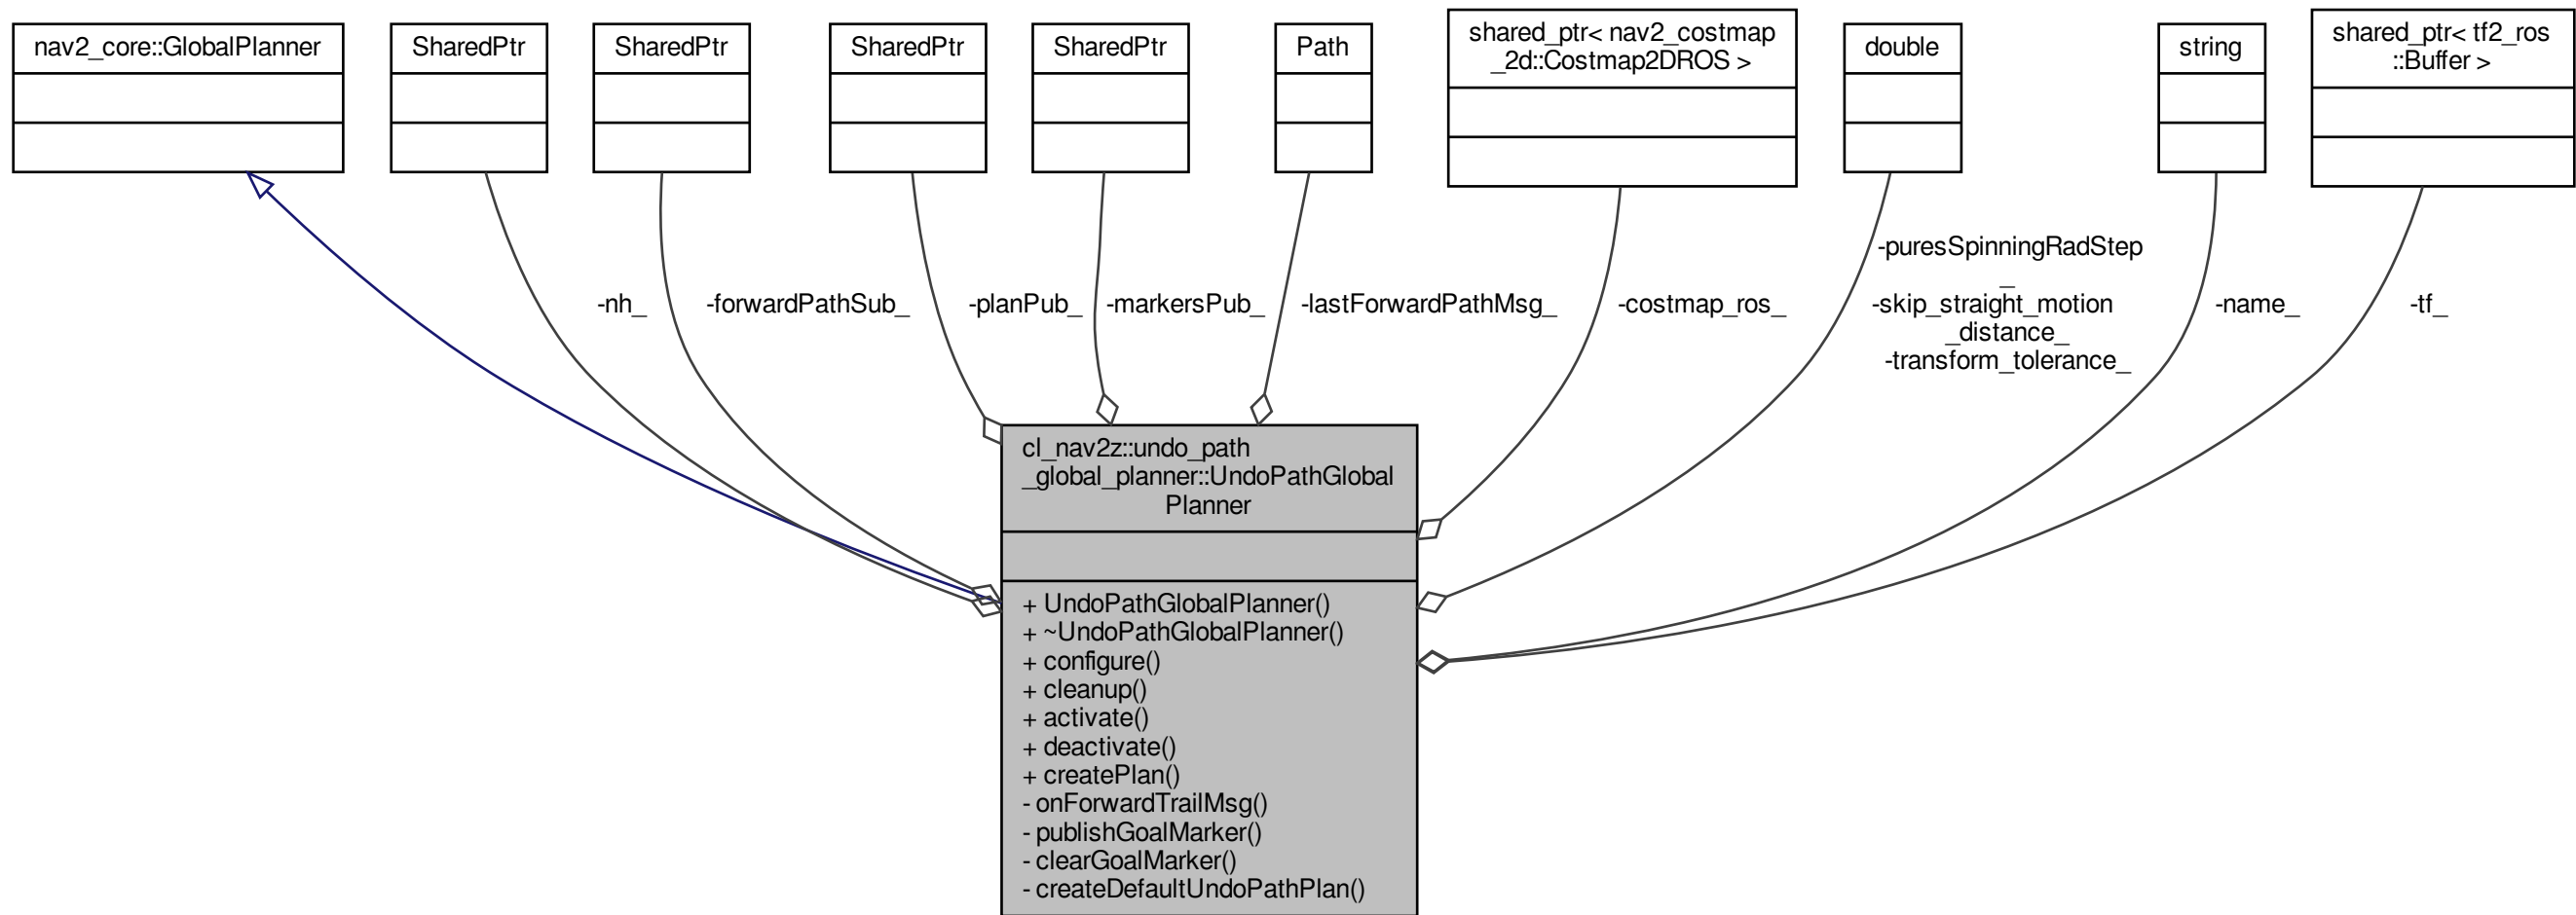 nav2_core::GlobalPlanner
SharedPtr
SharedPtr
SharedPtr
SharedPtr
Path
shared_ptr< nav2_costmap
_2d::Costmap2DROS >
double
string
shared_ptr< tf2_ros
::Buffer >
-nh_
-forwardPathSub_
-planPub_
-markersPub_
-lastForwardPathMsg_
-costmap_ros_
-puresSpinningRadStep
_
-skip_straight_motion
_distance_
-transform_tolerance_
-name_
-tf_
cl_nav2z::undo_path
_global_planner::UndoPathGlobal
Planner
+ UndoPathGlobalPlanner()
+ ~UndoPathGlobalPlanner()
+ configure()
+ cleanup()
+ activate()
+ deactivate()
+ createPlan()
- onForwardTrailMsg()
- publishGoalMarker()
- clearGoalMarker()
- createDefaultUndoPathPlan()